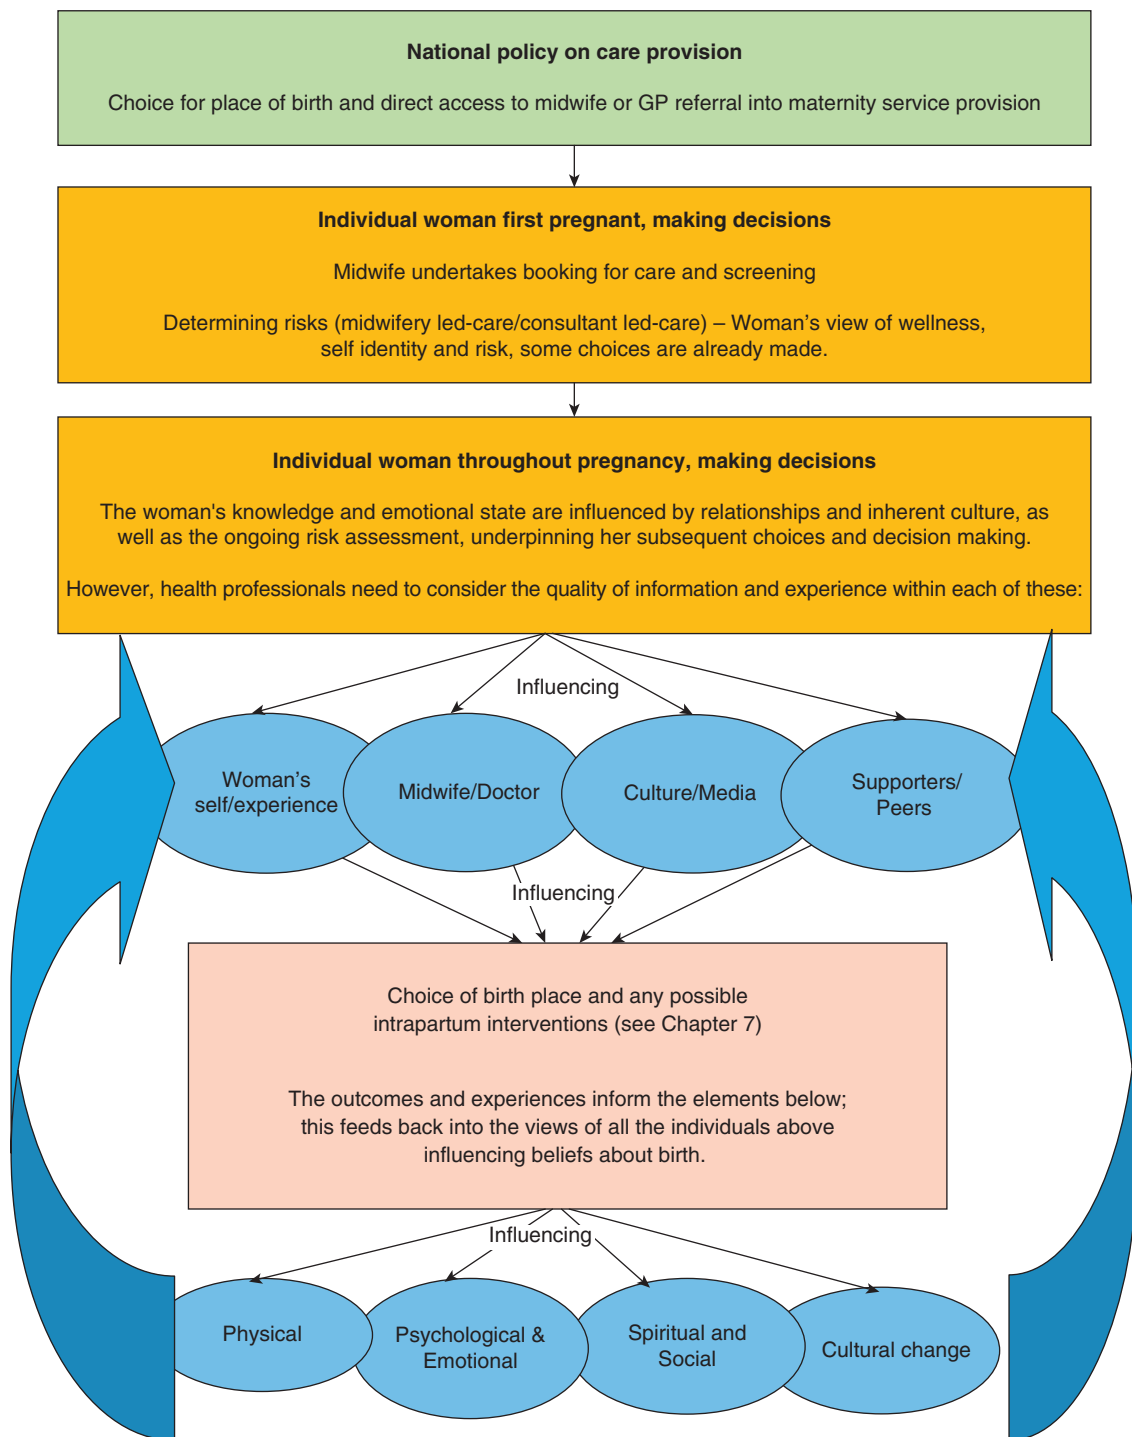 National policy on care provision
Choice for place of birth and direct access to midwife or GP referral into maternity service provision
Individual woman first pregnant, making decisions
Midwife undertakes booking for care and screening
Determining risks (midwifery led-care/consultant led-care) – Woman's view of wellness,
self identity and risk, some choices are already made.
Individual woman throughout pregnancy, making decisions
The woman's knowledge and emotional state are influenced by relationships and inherent culture, as
well as the ongoing risk assessment, underpinning her subsequent choices and decision making.
However, health professionals need to consider the quality of information and experience within each of these:
Influencing
Woman's
self/experience
Midwife/Doctor
Culture/Media
Supporters/
Peers
Influencing
Choice of birth place and any possible
intrapartum interventions (see Chapter 7)
The outcomes and experiences inform the elements below;
this feeds back into the views of all the individuals above
influencing beliefs about birth.
Influencing
Physical
Psychological &
Emotional
Spiritual and
Social
Cultural change